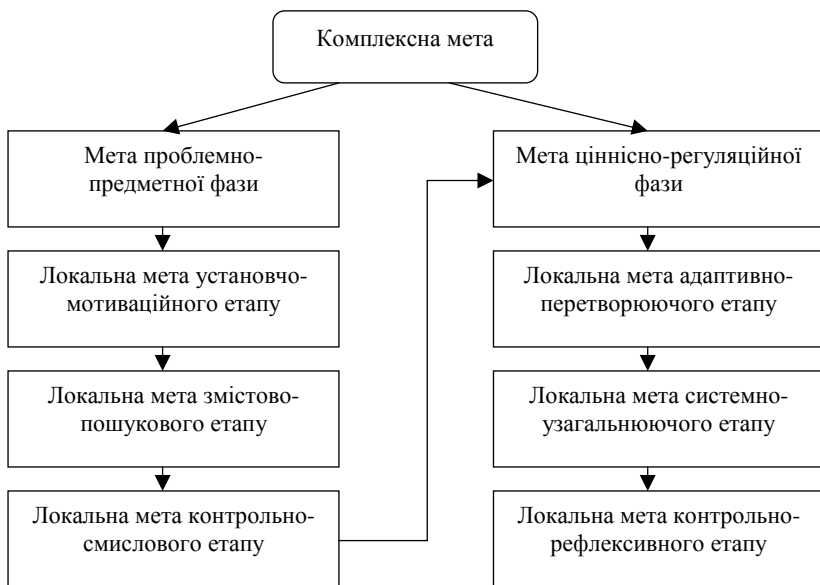 Комплексна мета
Мета проблемно-
предметної фази
Мета ціннісно-регуляційної
фази
Локальна мета установчо-
мотиваційного етапу
Локальна мета адаптивно-
перетворюючого етапу
Локальна мета змістово-
пошукового етапу
Локальна мета системно-
узагальнюючого етапу
Локальна мета контрольно-
смислового етапу
Локальна мета контрольно-
рефлексивного етапу